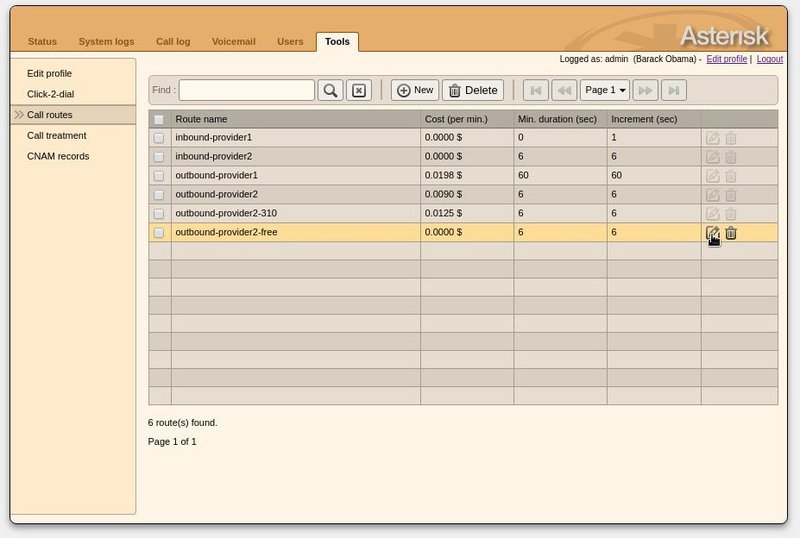 Asterisk
Status System logs Call log Voicemail Users Tools
Logged as: admin (Barack Obama) - Edit profile | Logout
Edit profile
Click-2-dial
Call routes
Call treatment
CNAM records
Find : New Delete Page 1
Route name Cost (per min.) Min. duration (sec) Increment (sec)
inbound-provider1 0.0000 $ 0 1
inbound-provider2 0.0000 $ 6 6
outbound-provider1 0.0198 $ 60 60
outbound-provider2 0.0090 $ 6 6
outbound-provider2-310 0.0125 $ 6 6
outbound-provider2-free 0.0000 $ 6 6
6 route(s) found.
Page 1 of 1